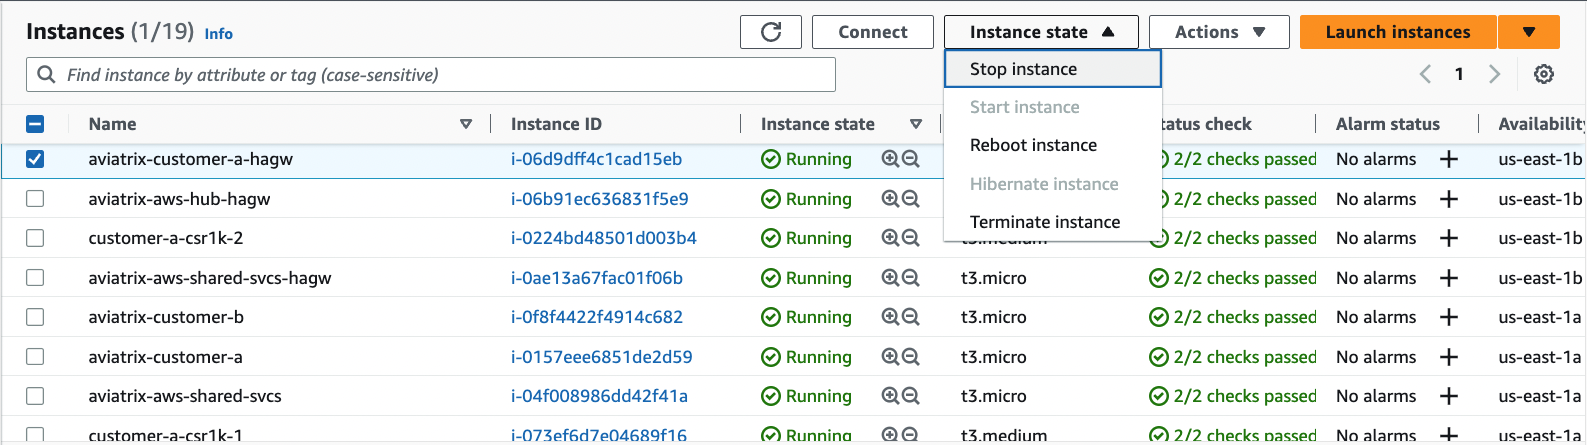 Instances (1/19) Info Connect Instance state Actions Launch instances
Find instance by attribute or tag (case-sensitive) 1
Stop instance
Start instance
Reboot instance
Hibernate instance
Terminate instance
Name Instance ID Instance state tatus check Alarm status Availability
aviatrix-customer-a-hagw i-06d9dff4c1cad15eb Running 2/2 checks passed No alarms us-east-1b
aviatrix-aws-hub-hagw i-06b91ec636831f5e9 Running 2/2 checks passed No alarms us-east-1b
customer-a-csr1k-2 i-0224bd48501d003b4 Running t3.medium 2/2 checks passed No alarms us-east-1b
aviatrix-aws-shared-svcs-hagw i-0ae13a67fac01f06b Running t3.micro 2/2 checks passed No alarms us-east-1b
aviatrix-customer-b i-0f8f4422f4914c682 Running t3.micro 2/2 checks passed No alarms us-east-1a
aviatrix-customer-a i-0157eee6851de2d59 Running t3.micro 2/2 checks passed No alarms us-east-1a
aviatrix-aws-shared-svcs i-04f008986dd42f41a Running t3.micro 2/2 checks passed No alarms us-east-1a
customer-a-csr1k-1 i-073ef6d7e04689f16 Running t3.medium 2/2 checks passed No alarms us-east-1a